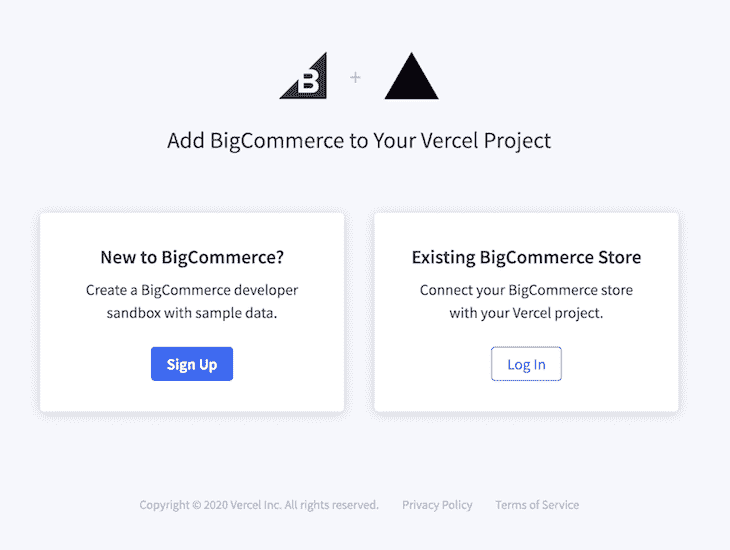 B
+
Add BigCommerce to Your Vercel Project
New to BigCommerce?
Create a BigCommerce developer
sandbox with sample data.
Sign Up
Existing BigCommerce Store
Connect your BigCommerce store
with your Vercel project.
Log In
Copyright © 2020 Vercel Inc. All rights reserved. Privacy Policy Terms of Service